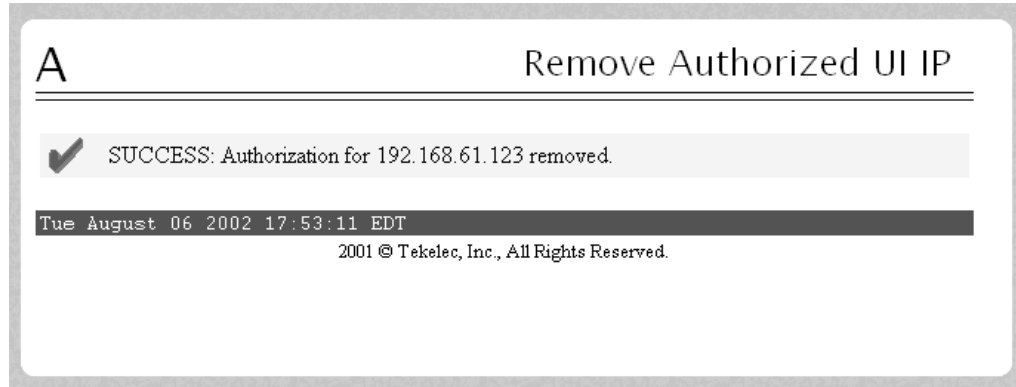 A
Remove Authorized UI IP
SUCCESS: Authorization for 192.168.61.123 removed.
Tue August 06 2002 17:53:11 EDT
2001 © Tekelec, Inc., All Rights Reserved.